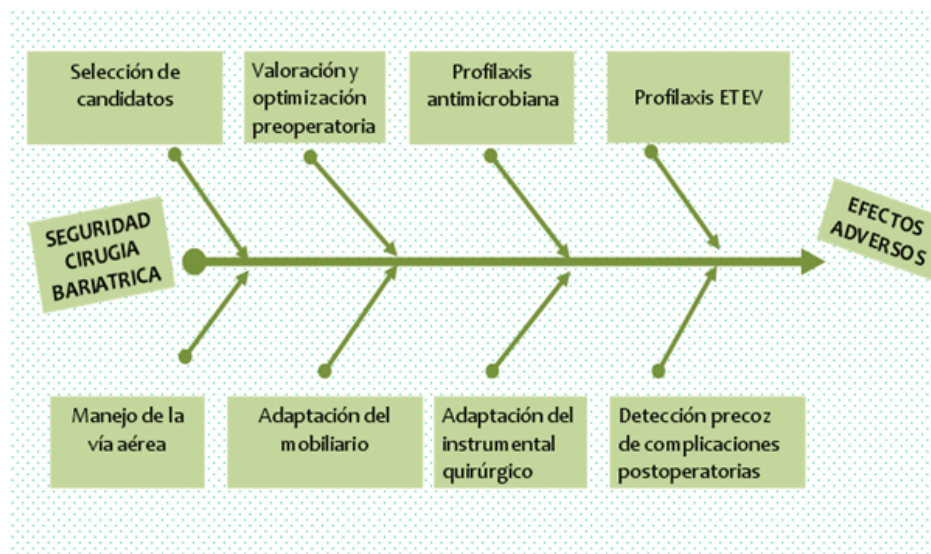 Selección de
candidatos
Valoración y
optimización
preoperatoria
Profilaxis
antimicrobiana
Profilaxis ETEV
SEGURIDAD
CIRUGIA
BARIATRICA
EFECTOS
ADVERSOS
Manejo de la
vía aérea
Adaptación del
mobiliario
Adaptación del
instrumental
quirúrgico
Detección precoz
de complicaciones
postoperatorias